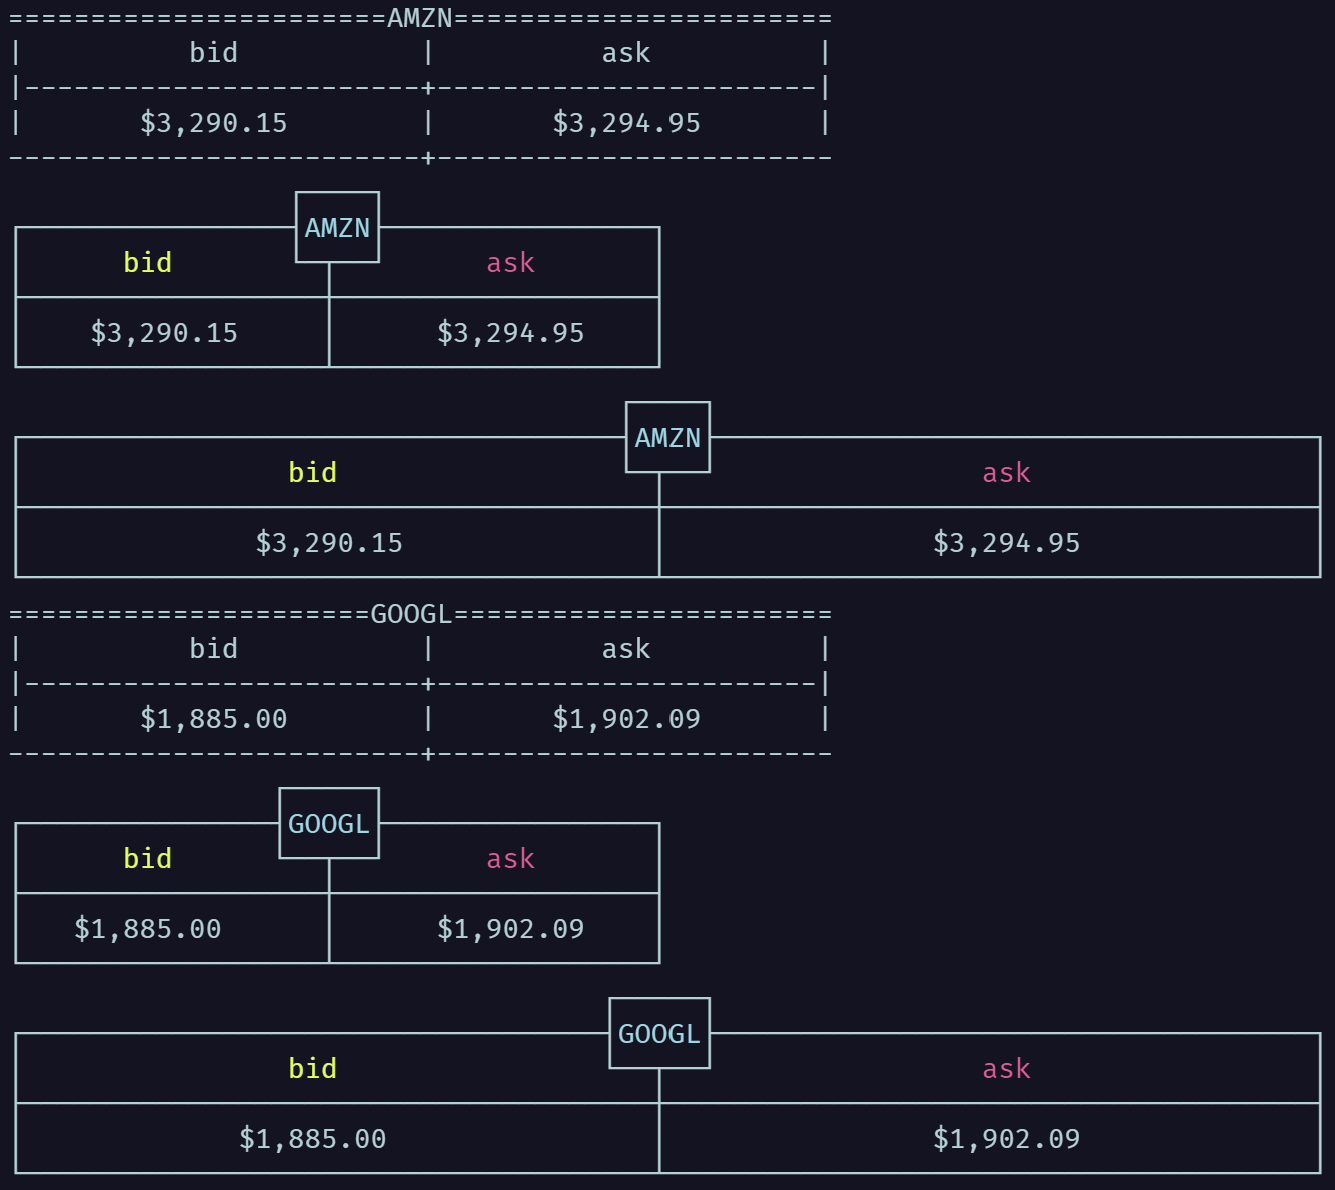 =======================AMZN=======================
| bid | ask |
|------------------------+-----------------------|
| $3,290.15 | $3,294.95 |
-------------------------+------------------------
AMZN
bid ask
$3,290.15 $3,294.95
AMZN
bid ask
$3,290.15 $3,294.95
======================GOOGL=======================
| bid | ask |
|------------------------+-----------------------|
| $1,885.00 | $1,902.09 |
-------------------------+------------------------
GOOGL
bid ask
$1,885.00 $1,902.09
GOOGL
bid ask
$1,885.00 $1,902.09